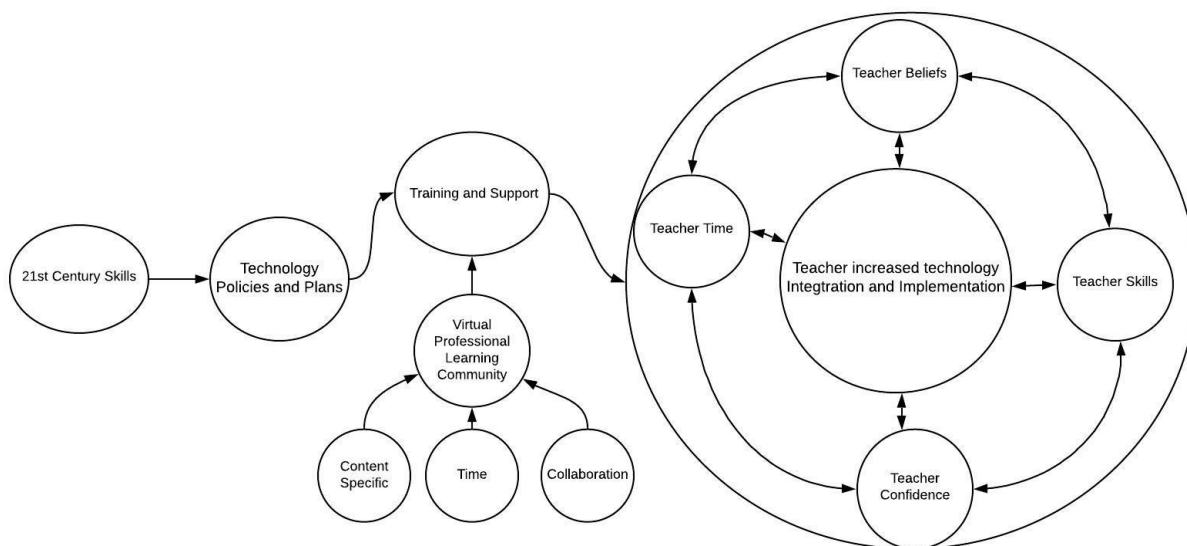 21st Century Skills
Technology
Policies and Plans
Training and Support
Virtual
Professional
Learning
Community
Content
Specific
Time
Collaboration
Teacher Beliefs
Teacher Time
Teacher increased technology
Integtration and Implementation
Teacher Skills
Teacher
Confidence